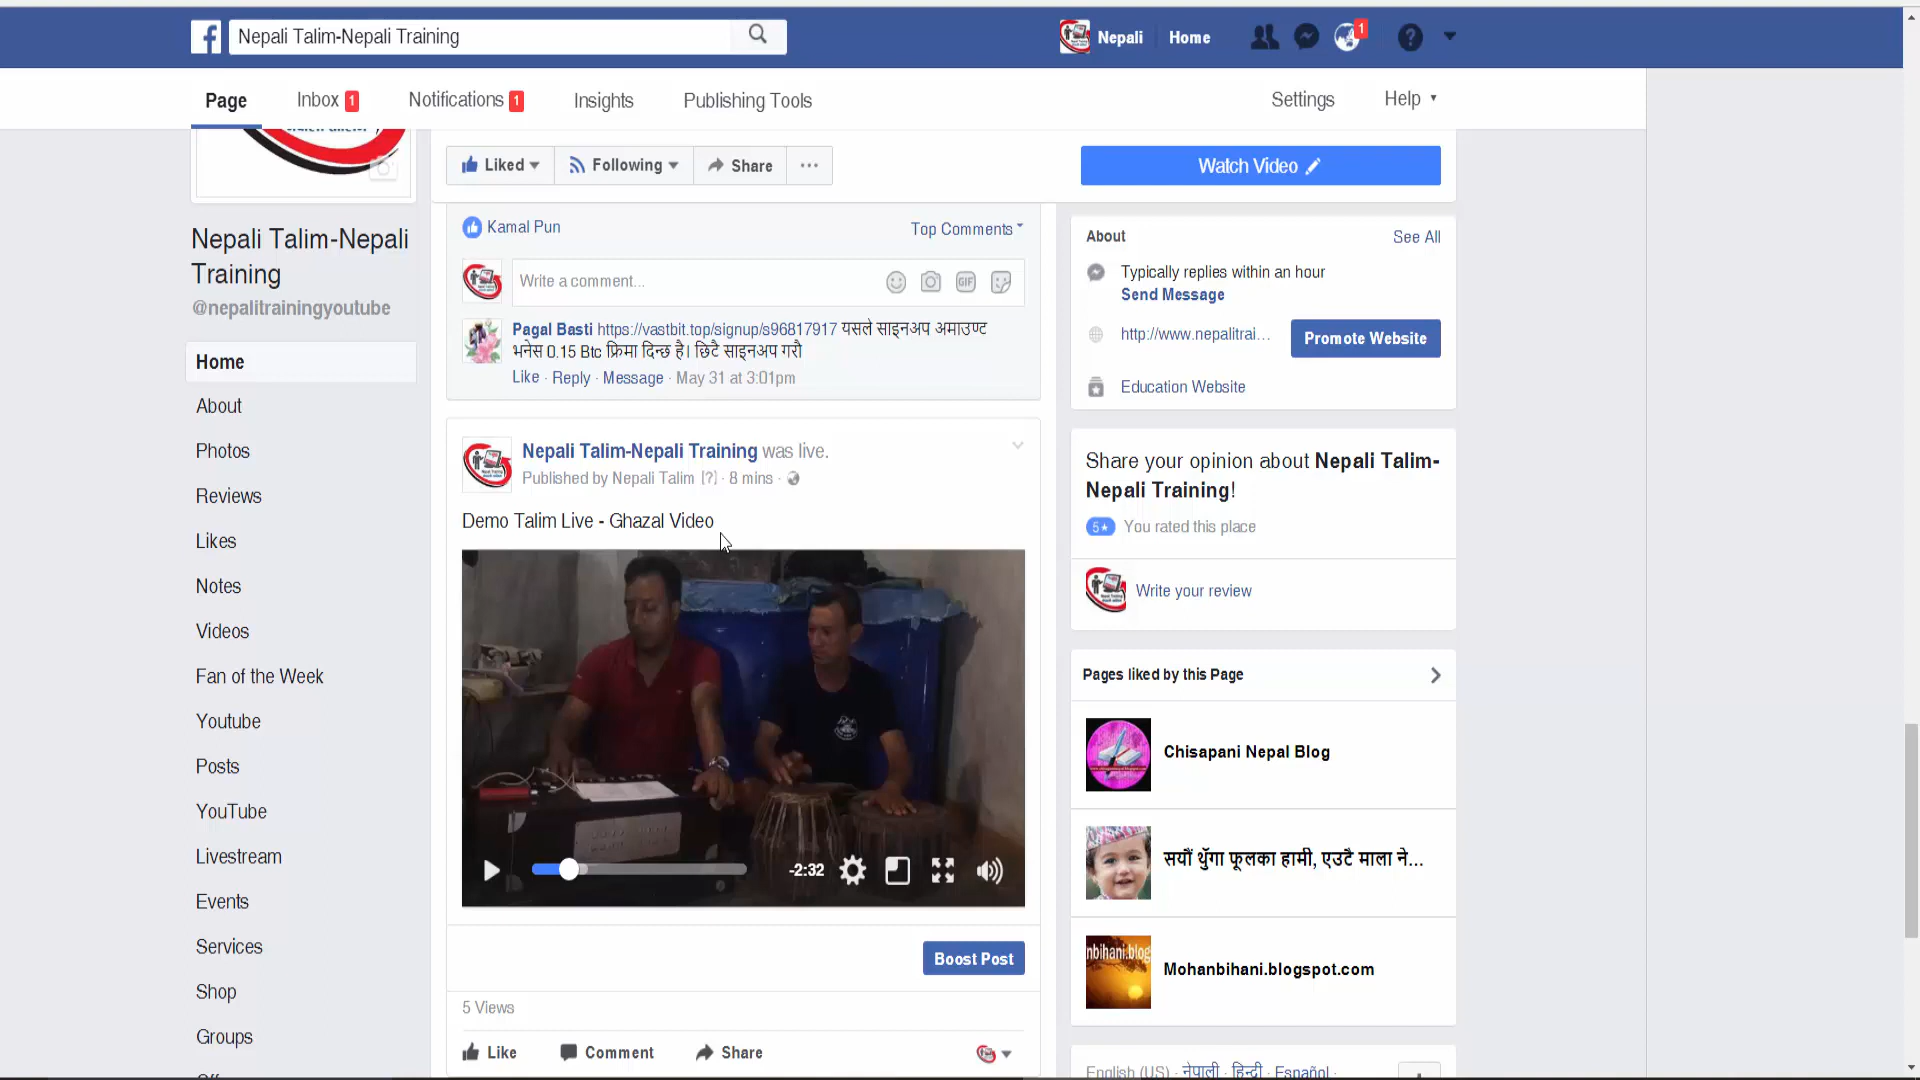 Nepali Talim-Nepali Training
Nepali
Home
1
Page
Inbox 1
Notifications 1
Insights
Publishing Tools
Settings
Help
Liked
Following
Share
Watch Video
Nepali Talim-Nepali
Training
@nepalitrainingyoutube
Home
About
Photos
Reviews
Likes
Notes
Videos
Fan of the Week
Youtube
Posts
YouTube
Livestream
Events
Services
Shop
Groups
Kamal Pun
Top Comments
Write a comment...
GIF
Pagal Basti https://vastbit.top/signup/s96817917 यसले साइनअप अमाउण्ट
भनेस 0.15 Btc फ्रिमा दिन्छ है। छिटै साइनअप गरौ
Like · Reply · Message · May 31 at 3:01pm
Nepali Talim-Nepali Training was live.
Published by Nepali Talim [?] · 8 mins ·
Demo Talim Live - Ghazal Video
-2:32
Boost Post
5 Views
Like
Comment
Share
About
See All
Typically replies within an hour
Send Message
http://www.nepalitrai...
Promote Website
Education Website
Share your opinion about Nepali Talim-
Nepali Training!
5★ You rated this place
Write your review
Pages liked by this Page
Chisapani Nepal Blog
सयौं थुँगा फूलका हामी, एउटै माला ने...
nbihani.blog
Mohanbihani.blogspot.com
English (US) · नेपाली · हिन्दी · Español ·